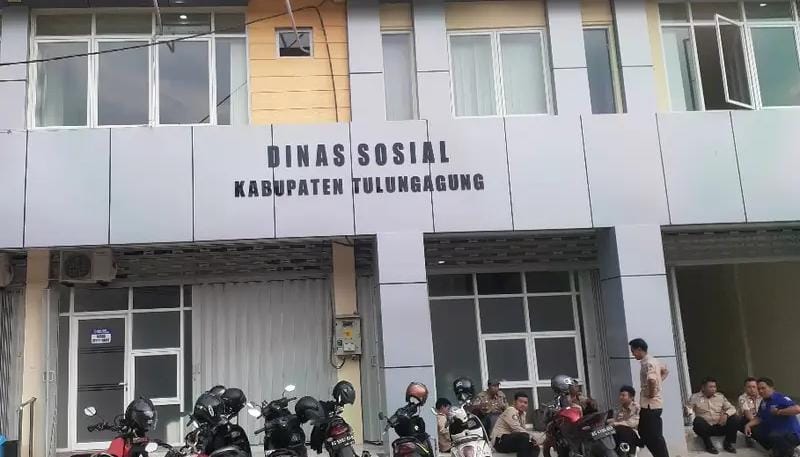 DINAS SOSIAL
KABUPATEN TULUNGAGUNG